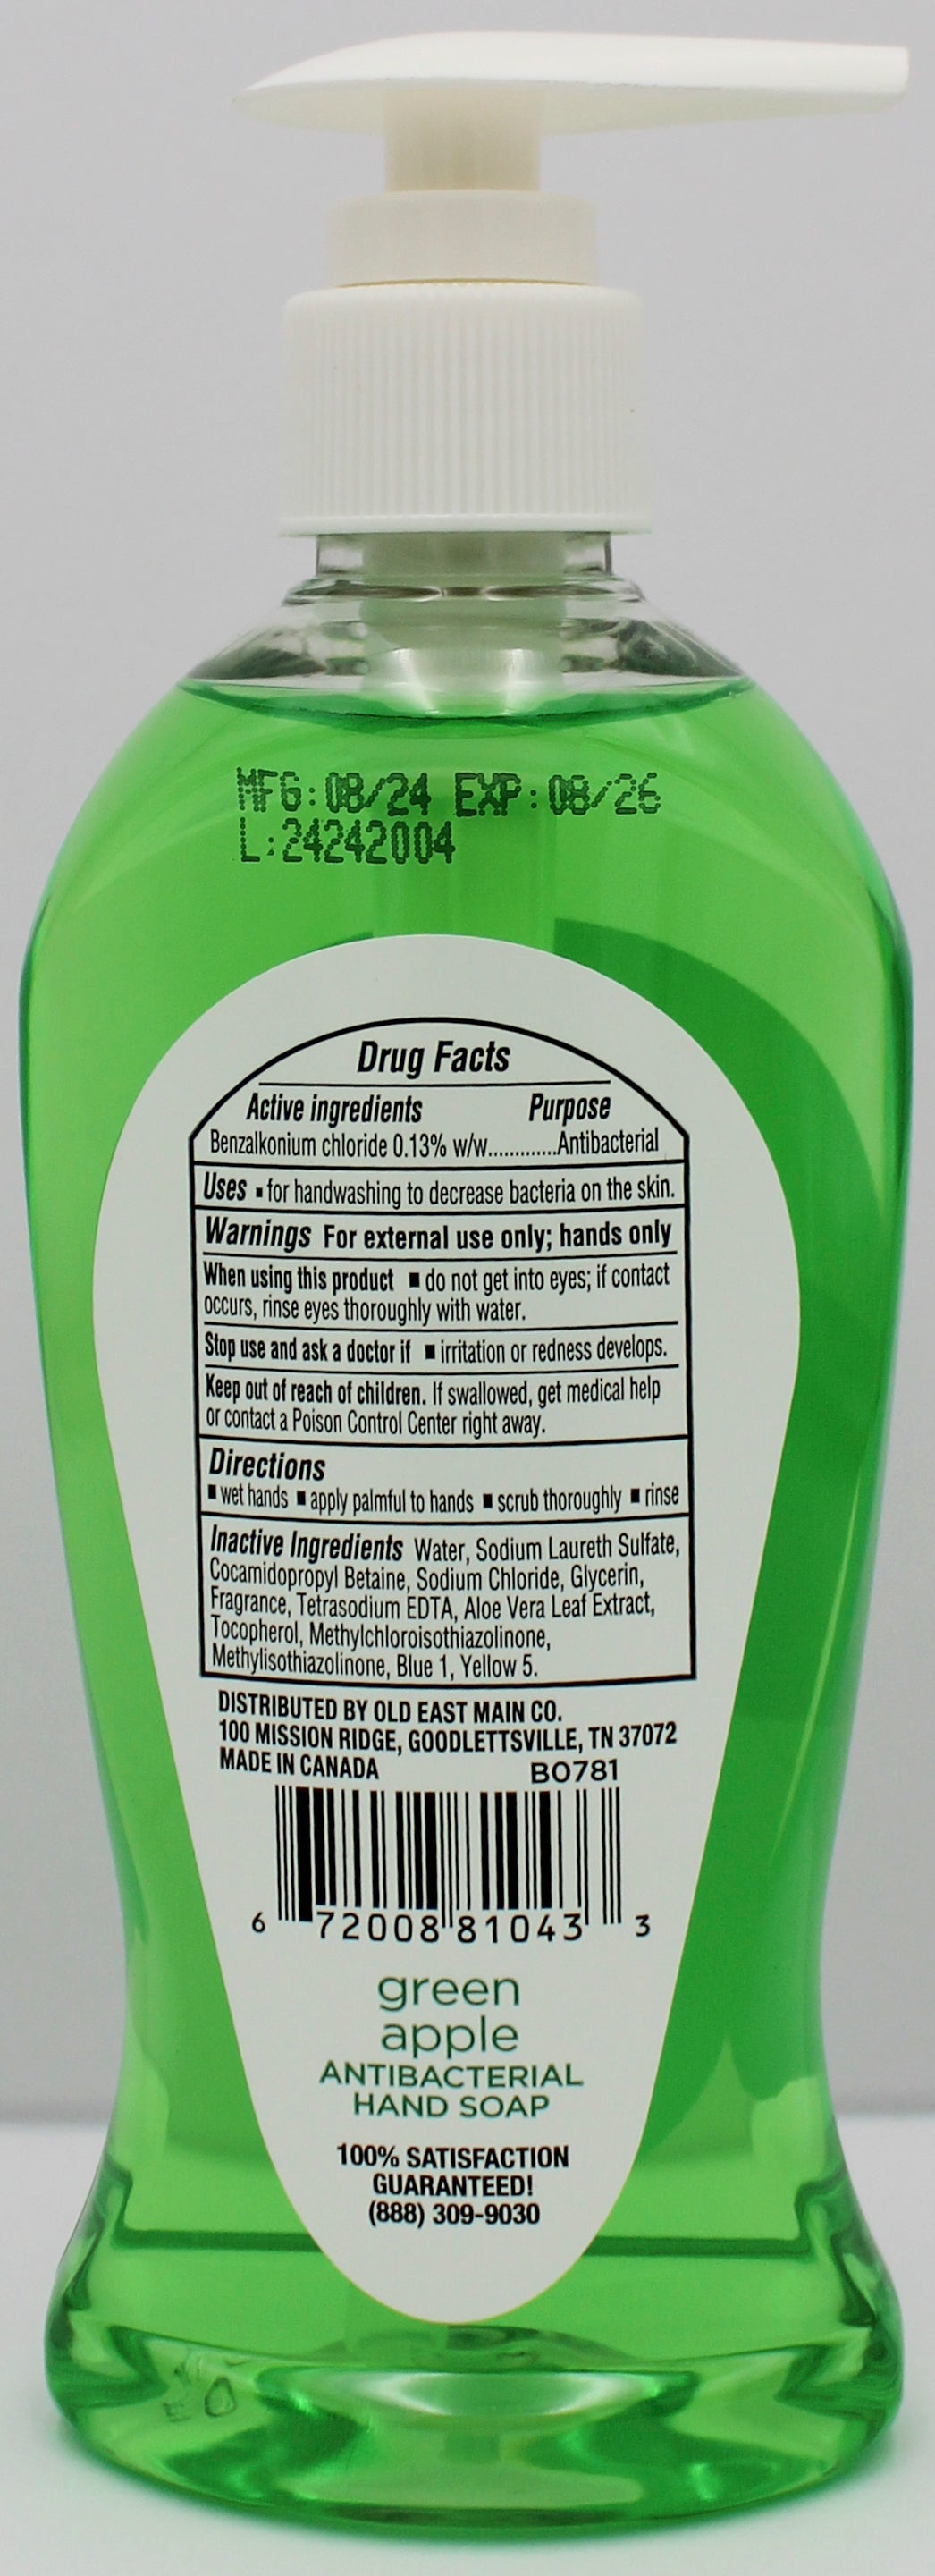 MFG:08/24 EXP:08/26
L:24242004
Drug Facts
Active ingredients Purpose
Benzalkonium chloride 0.13% w/w.............Antibacterial
Uses ▪ for handwashing to decrease bacteria on the skin.
Warnings For external use only; hands only
When using this product ▪ do not get into eyes; if contact
occurs, rinse eyes thoroughly with water.
Stop use and ask a doctor if ▪ irritation or redness develops.
Keep out of reach of children. If swallowed, get medical help
or contact a Poison Control Center right away.
Directions
▪ wet hands ▪ apply palmful to hands ▪ scrub thoroughly ▪ rinse
Inactive Ingredients Water, Sodium Laureth Sulfate,
Cocamidopropyl Betaine, Sodium Chloride, Glycerin,
Fragrance, Tetrasodium EDTA, Aloe Vera Leaf Extract,
Tocopherol, Methylchloroisothiazolinone,
Methylisothiazolinone, Blue 1, Yellow 5.
DISTRIBUTED BY OLD EAST MAIN CO.
100 MISSION RIDGE, GOODLETTSVILLE, TN 37072
MADE IN CANADA BO781
6 72008 81043 3
green
apple
ANTIBACTERIAL
HAND SOAP
100% SATISFACTION
GUARANTEED!
(888) 309-9030